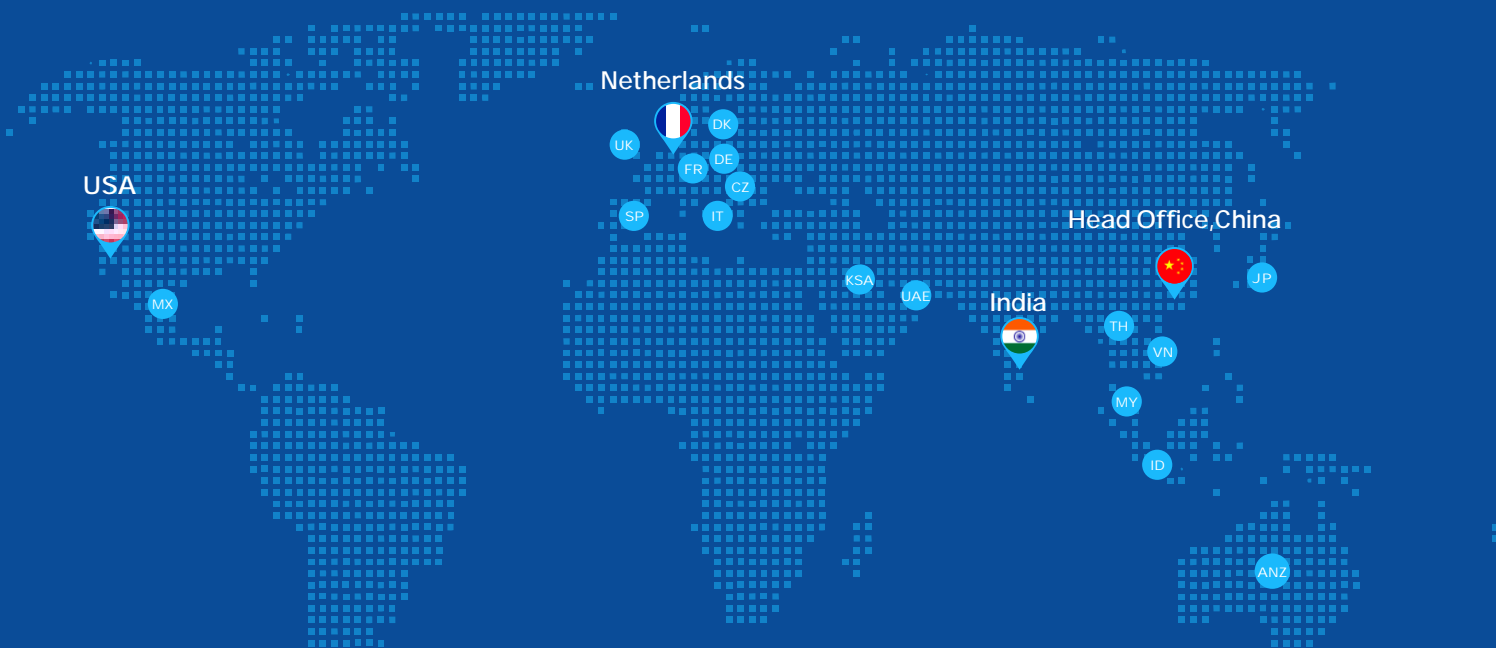 Netherlands
DK
UK
DE
FR
CZ
USA
SP
IT
Head Office,China
KSA
JP
UAE
India
MX
TH
VN
MY
ID
ANZ